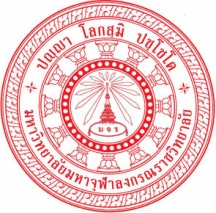 ปญฺญา โลกสฺมิ ปชฺโชโต
ม จ ร
มหาวิทยาลัยมหาจุฬาลงกรณราชวิทยาลัย